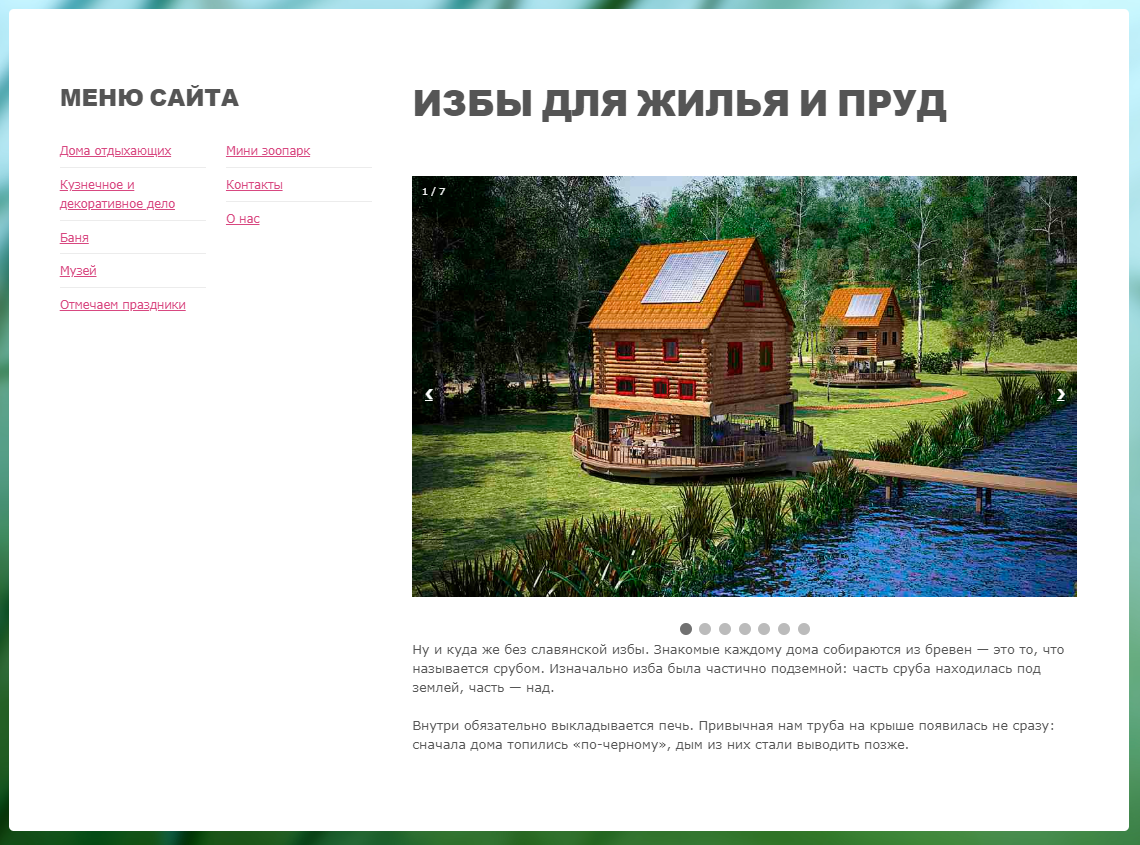 МЕНЮ САЙТА
Дома отдыхающих
Кузнечное и
декоративное дело
Баня
Музей
Отмечаем праздники
Мини зоопарк
Контакты
О нас
ИЗБЫ ДЛЯ ЖИЛЬЯ И ПРУД
1 / 7
❮
❯
Ну и куда же без славянской избы. Знакомые каждому дома собираются из бревен — это то, что
называется срубом. Изначально изба была частично подземной: часть сруба находилась под
землей, часть — над.
Внутри обязательно выкладывается печь. Привычная нам труба на крыше появилась не сразу:
сначала дома топились «по-черному», дым из них стали выводить позже.